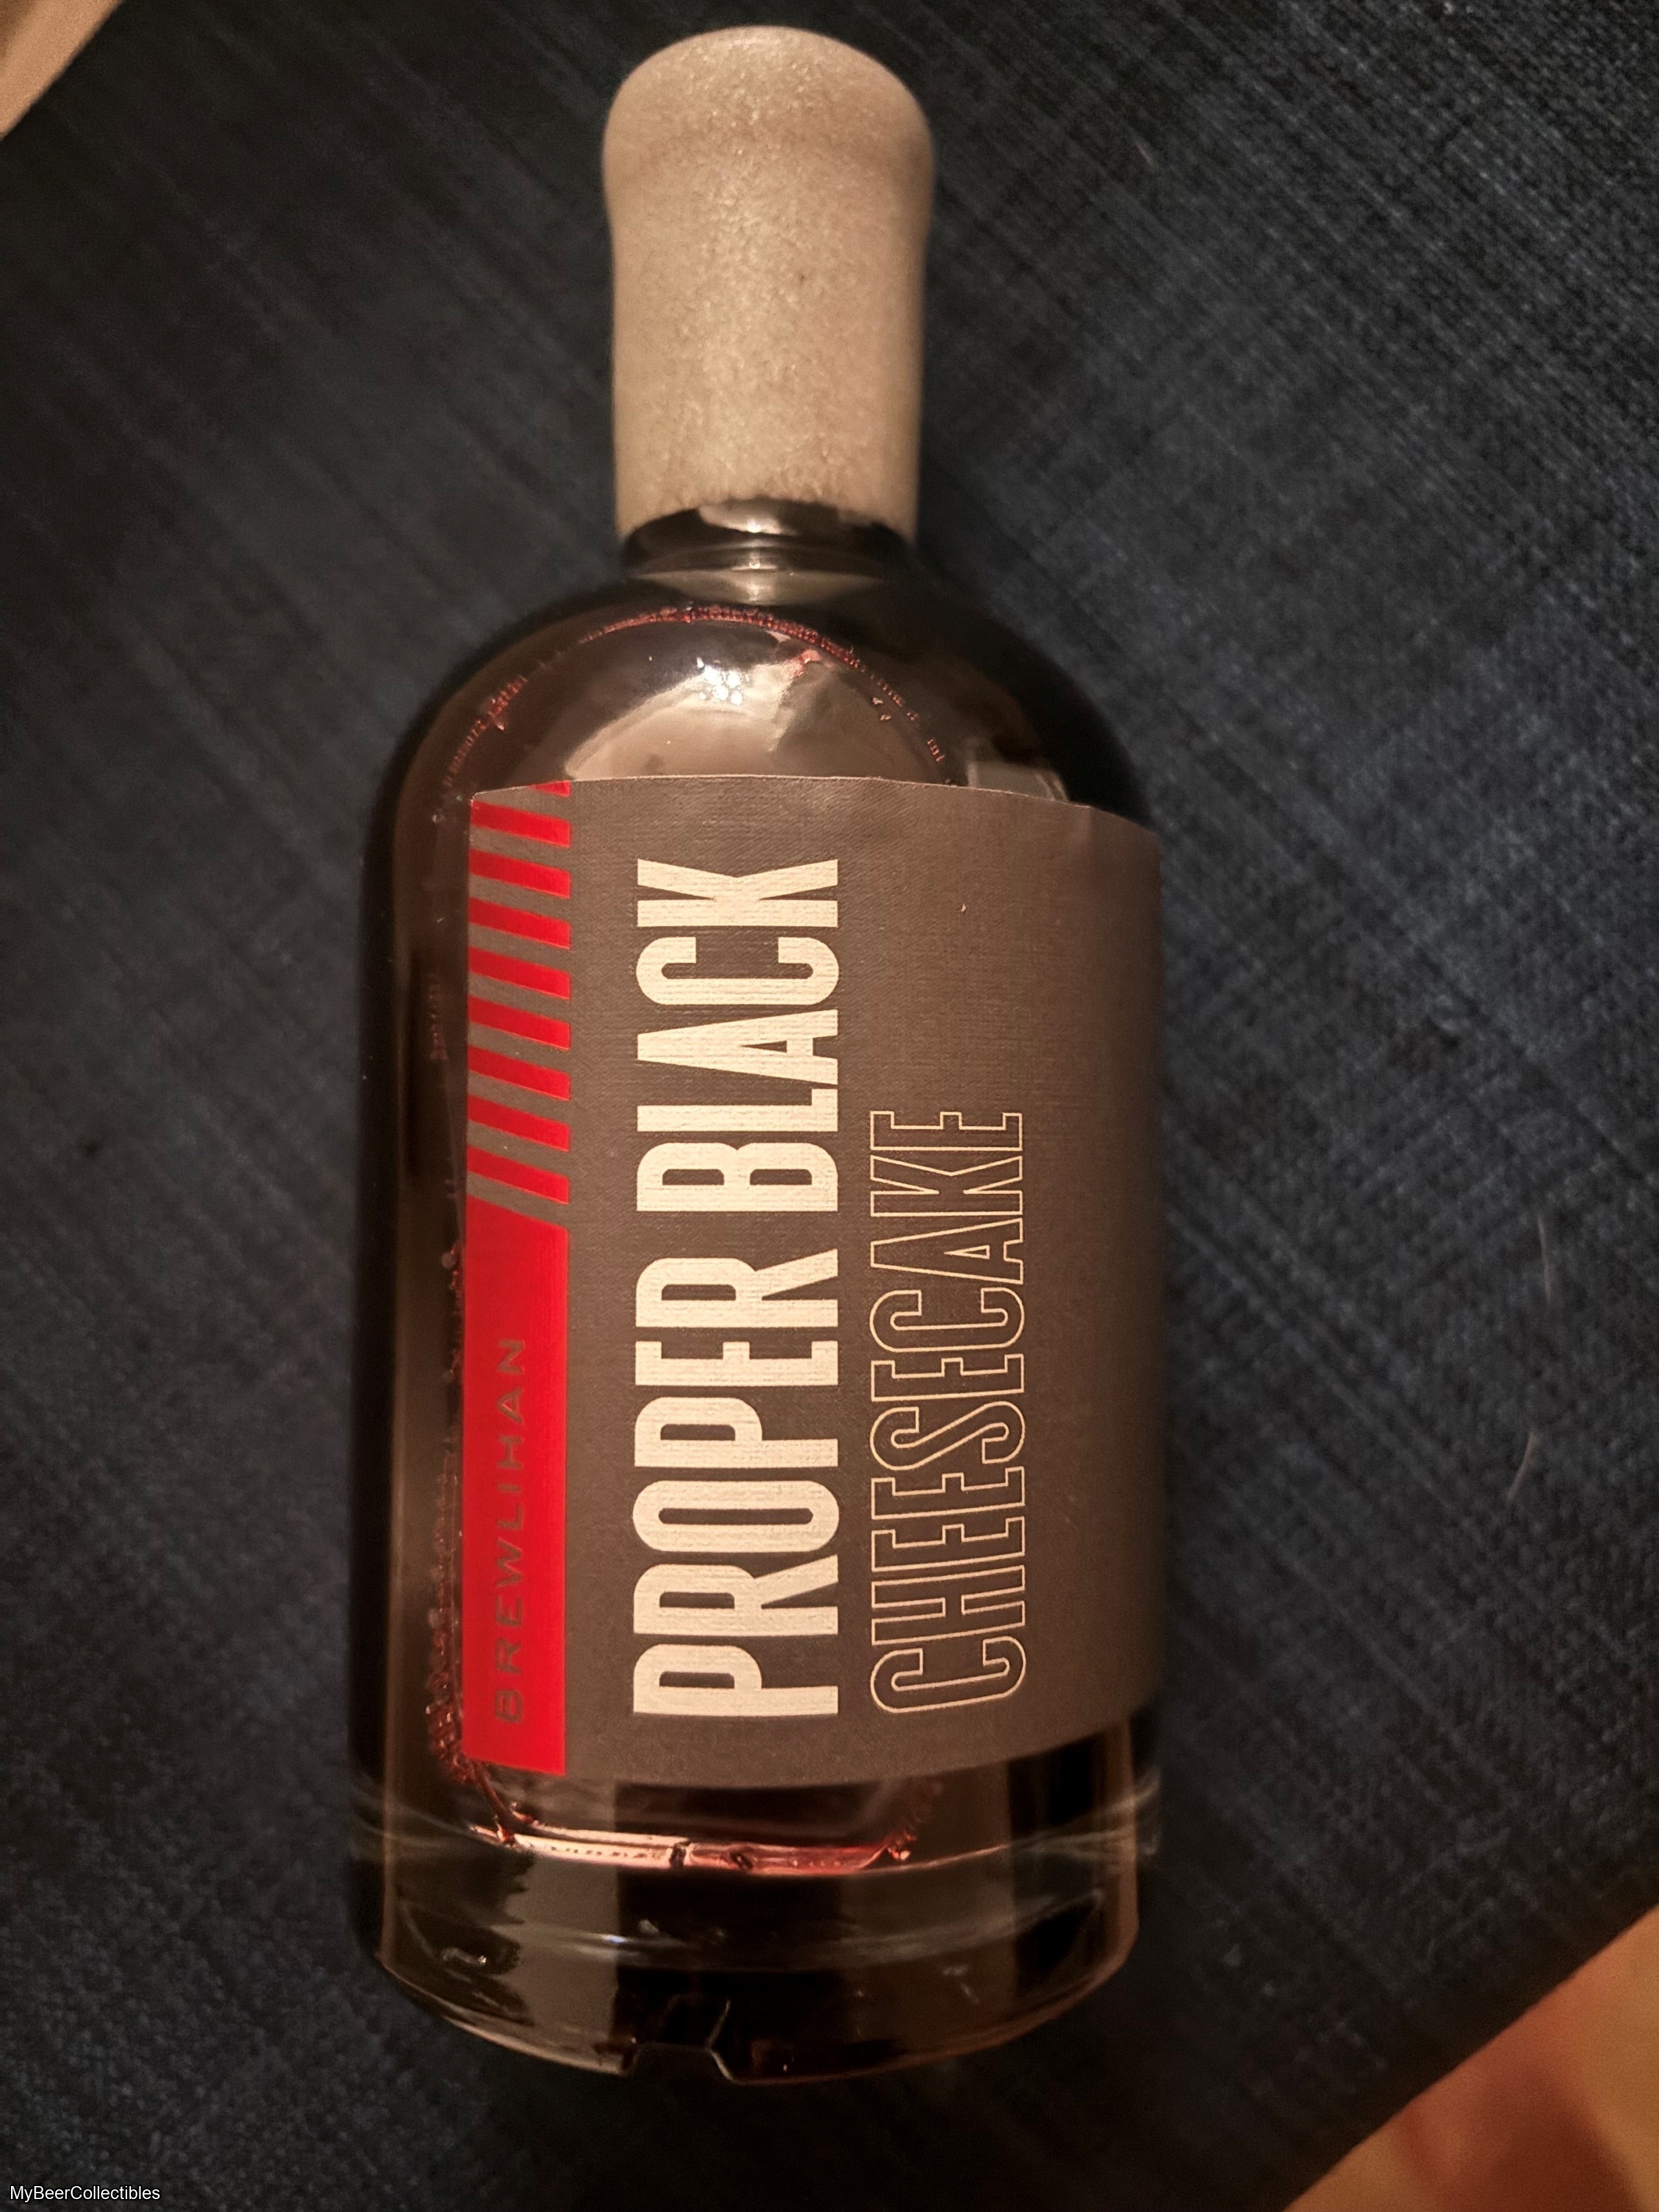 BREWLIHAN
PROPER BLACK
CHEESECAKE
MyBeerCollectibles